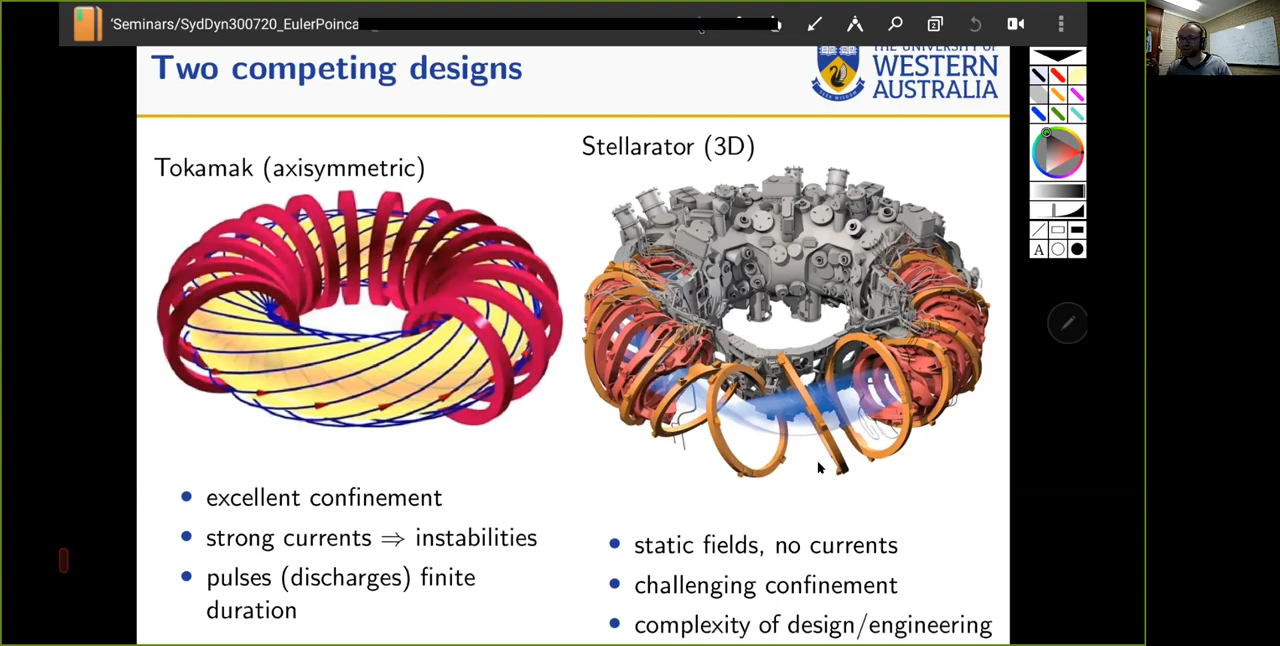 'Seminars/SydDyn300720_EulerPoinca
Two competing designs
THE UNIVERSITY OF
WESTERN
AUSTRALIA
Tokamak (axisymmetric)
Stellarator (3D)
• excellent confinement
• strong currents ⇒ instabilities
• pulses (discharges) finite
duration
• static fields, no currents
• challenging confinement
• complexity of design/engineering
2
A